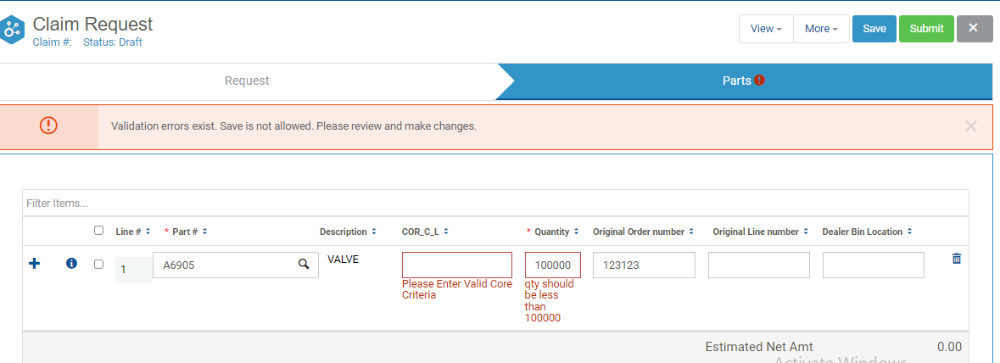 Claim Request
Claim #: Status: Draft
View More Save Submit
Request
Parts
Validation errors exist. Save is not allowed. Please review and make changes.
Filter Items...
Line # * Part # Description COR_C_L * Quantity Original Order number Original Line number Dealer Bin Location
1 A6905 VALVE 100000 123123
Please Enter Valid Core
Criteria
qty should
be less
than
100000
Estimated Net Amt 0.00
Activate Windows